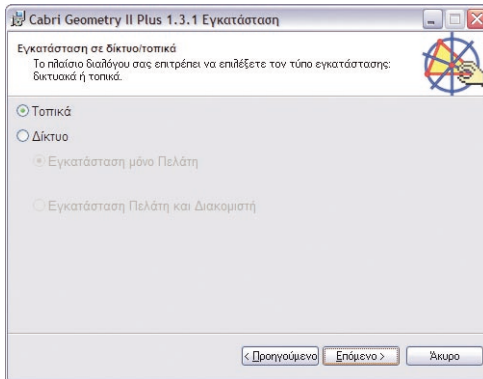 Cabri Geometry II Plus 1.3.1 Εγκατάσταση
Εγκατάσταση σε δίκτυο/τοπικά
Το πλαίσιο διαλόγου σας επιτρέπει να επιλέξετε τον τύπο εγκατάστασης:
δικτυακά ή τοπικά.
Τοπικά
Δίκτυο
Εγκατάσταση μόνο Πελάτη
Εγκατάσταση Πελάτη και Διακομιστή
< Προηγούμενο Επόμενο > Άκυρο